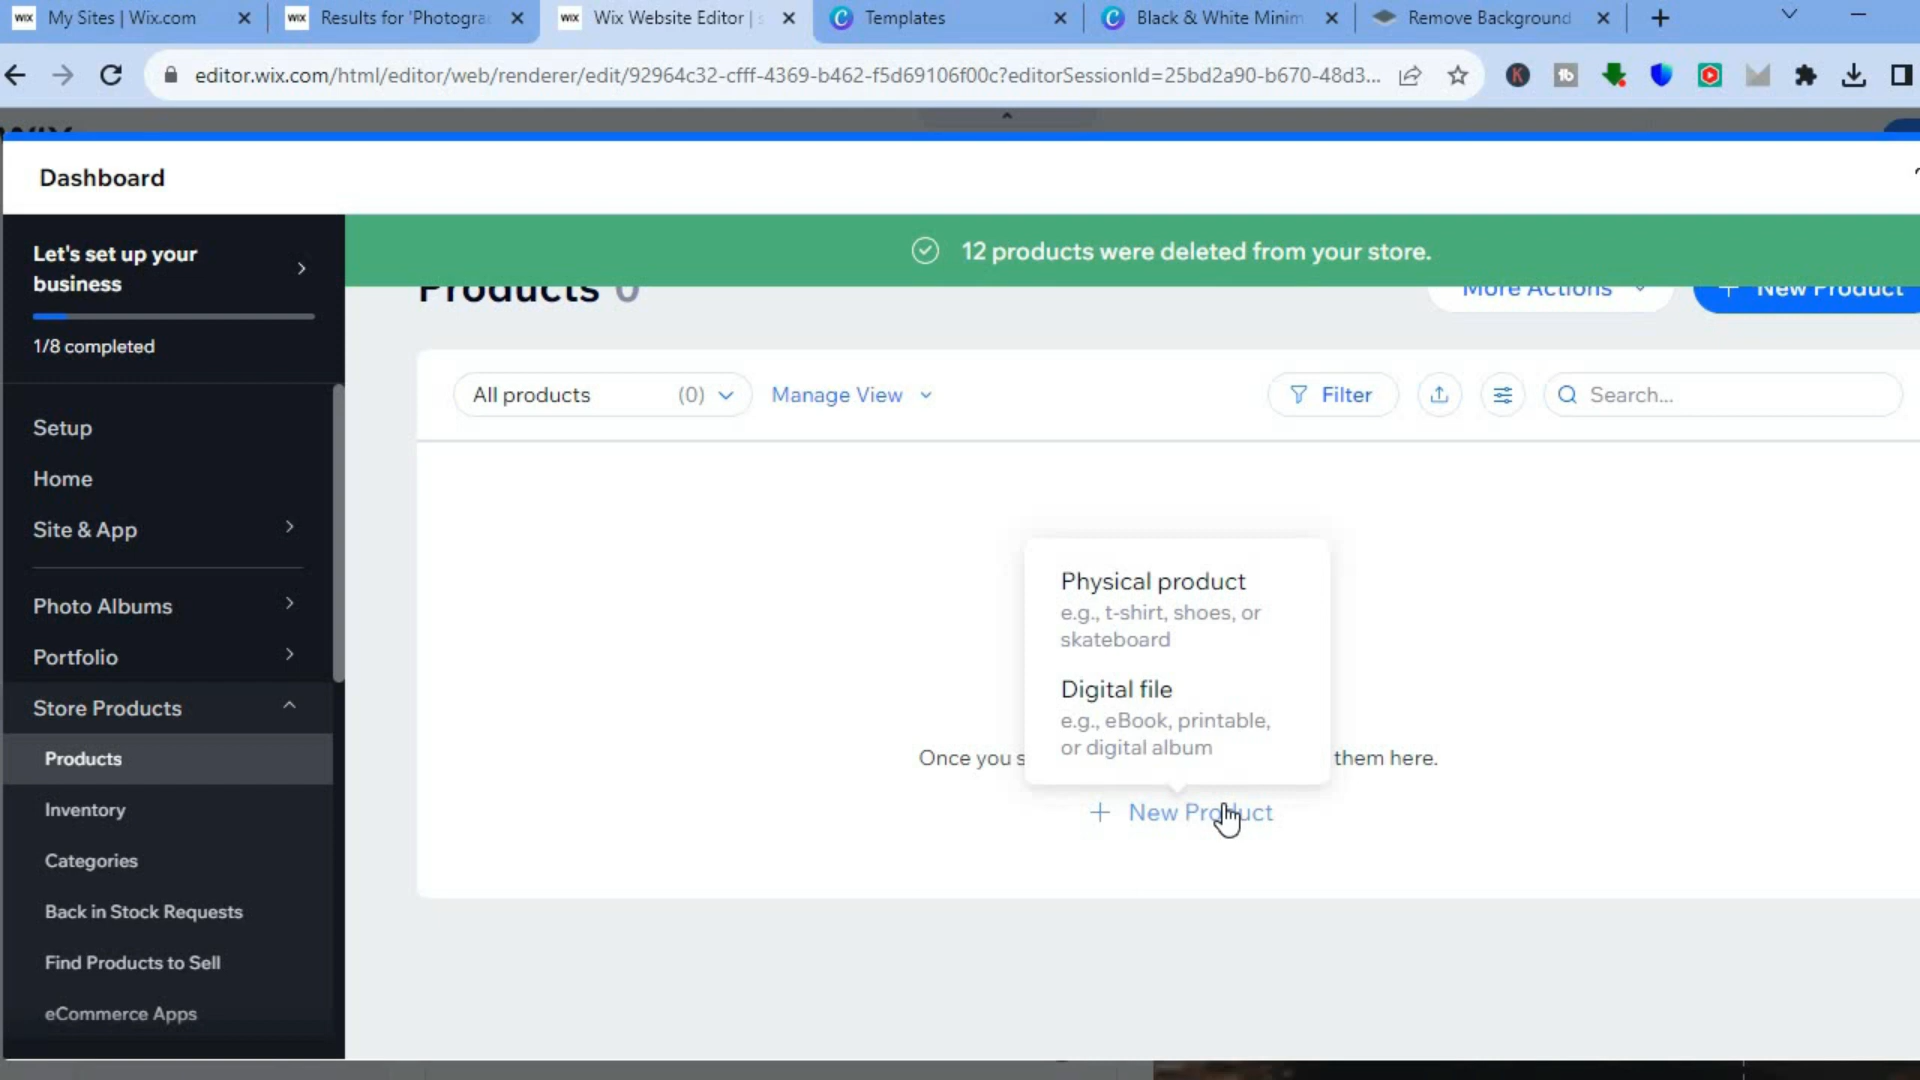 My Sites | Wix.com
Results for 'Photogra
Wix Website Editor |
Templates
Black & White Minim
Remove Background
editor.wix.com/html/editor/web/renderer/edit/92964c32-cfff-4369-b462-f5d69106f00c?editorSessionId=25bd2a90-b670-48d3...
Dashboard
Let's set up your
business
1/8 completed
12 products were deleted from your store.
Products 0
More Actions
+ New Product
All products (0)
Manage View
Filter
Search...
Setup
Home
Site & App
Photo Albums
Portfolio
Store Products
Products
Inventory
Categories
Back in Stock Requests
Find Products to Sell
eCommerce Apps
Physical product
e.g., t-shirt, shoes, or
skateboard
Digital file
e.g., eBook, printable,
or digital album
Once you s
them here.
+ New Product